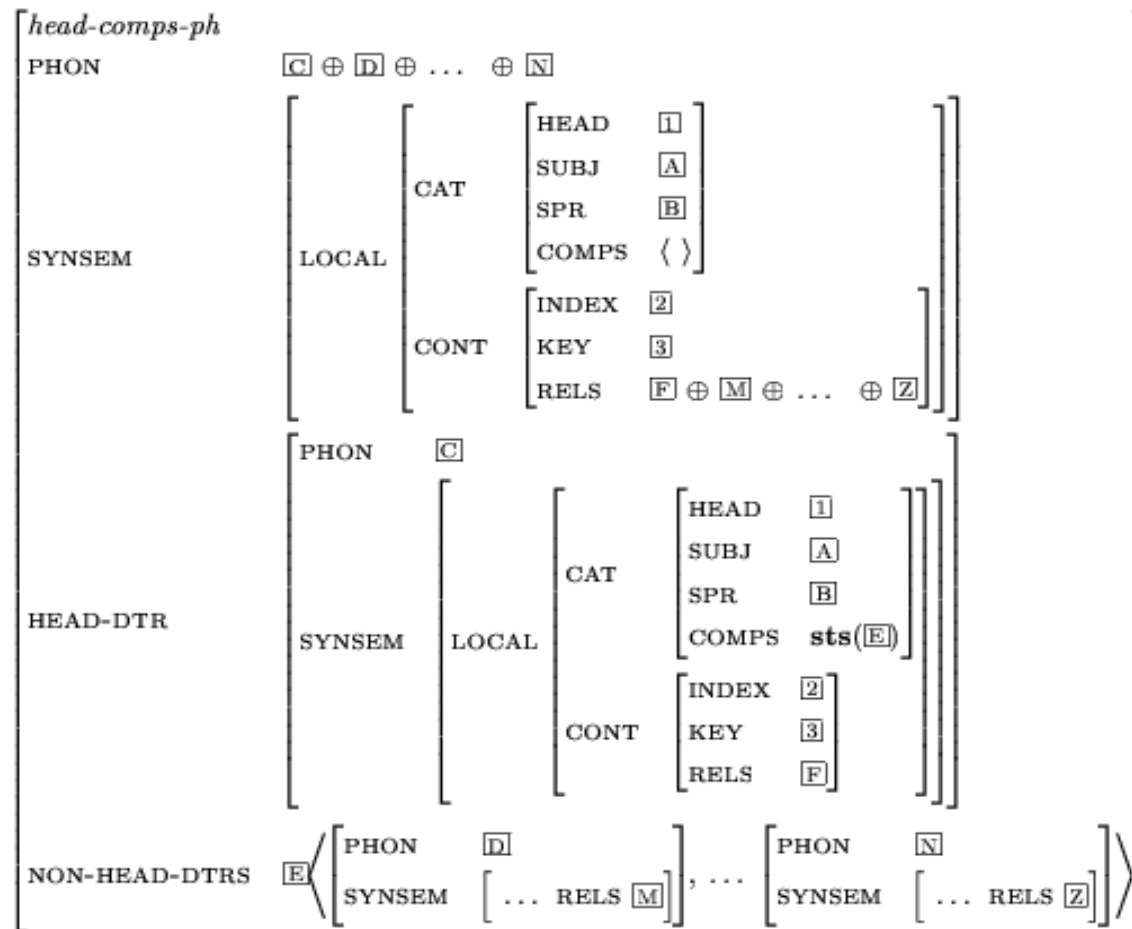 head-comps-ph
PHON C ⊕ D ⊕ ... ⊕ N
HEAD 1
SUBJ A
CAT
SPR B
COMPS ⟨ ⟩
SYNSEM LOCAL
INDEX 2
CONT KEY 3
RELS F ⊕ M ⊕ ... ⊕ Z
PHON C
HEAD 1
SUBJ A
CAT
SPR B
HEAD-DTR
SYNSEM LOCAL COMPS sts(E)
INDEX 2
CONT KEY 3
RELS F
PHON D PHON N
NON-HEAD-DTRS E ⟨ , ... ⟩
SYNSEM [ ... RELS M ] SYNSEM [ ... RELS Z ]